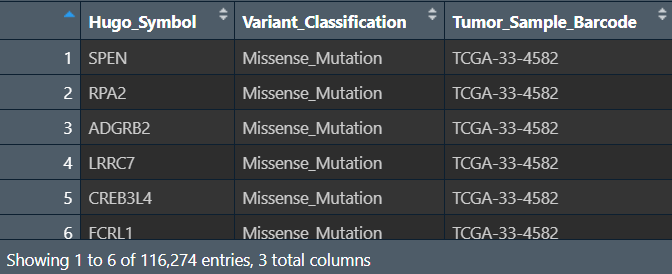 Hugo_Symbol Variant_Classification Tumor_Sample_Barcode
1 SPEN Missense_Mutation TCGA-33-4582
2 RPA2 Missense_Mutation TCGA-33-4582
3 ADGRB2 Missense_Mutation TCGA-33-4582
4 LRRC7 Missense_Mutation TCGA-33-4582
5 CREB3L4 Missense_Mutation TCGA-33-4582
6 FCRL1 Missense_Mutation TCGA-33-4582
Showing 1 to 6 of 116,274 entries, 3 total columns